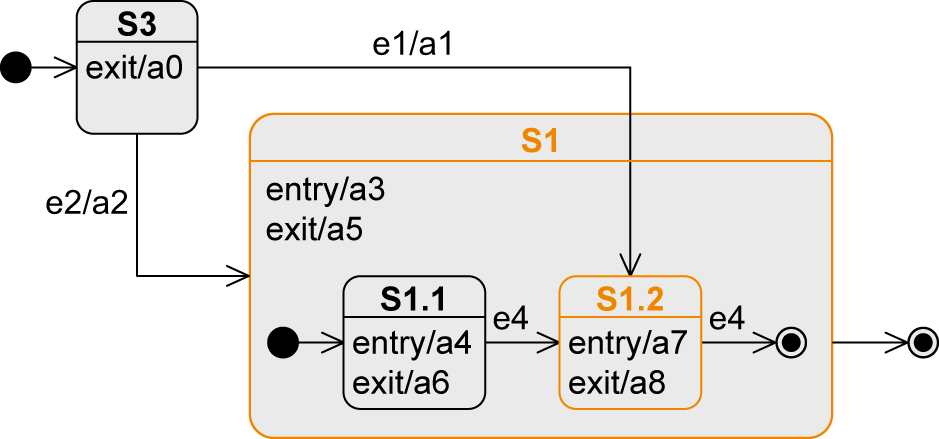 S3
exit/a0
e1/a1
e2/a2
S1
entry/a3
exit/a5
S1.1
entry/a4
exit/a6
e4
S1.2
entry/a7
exit/a8
e4